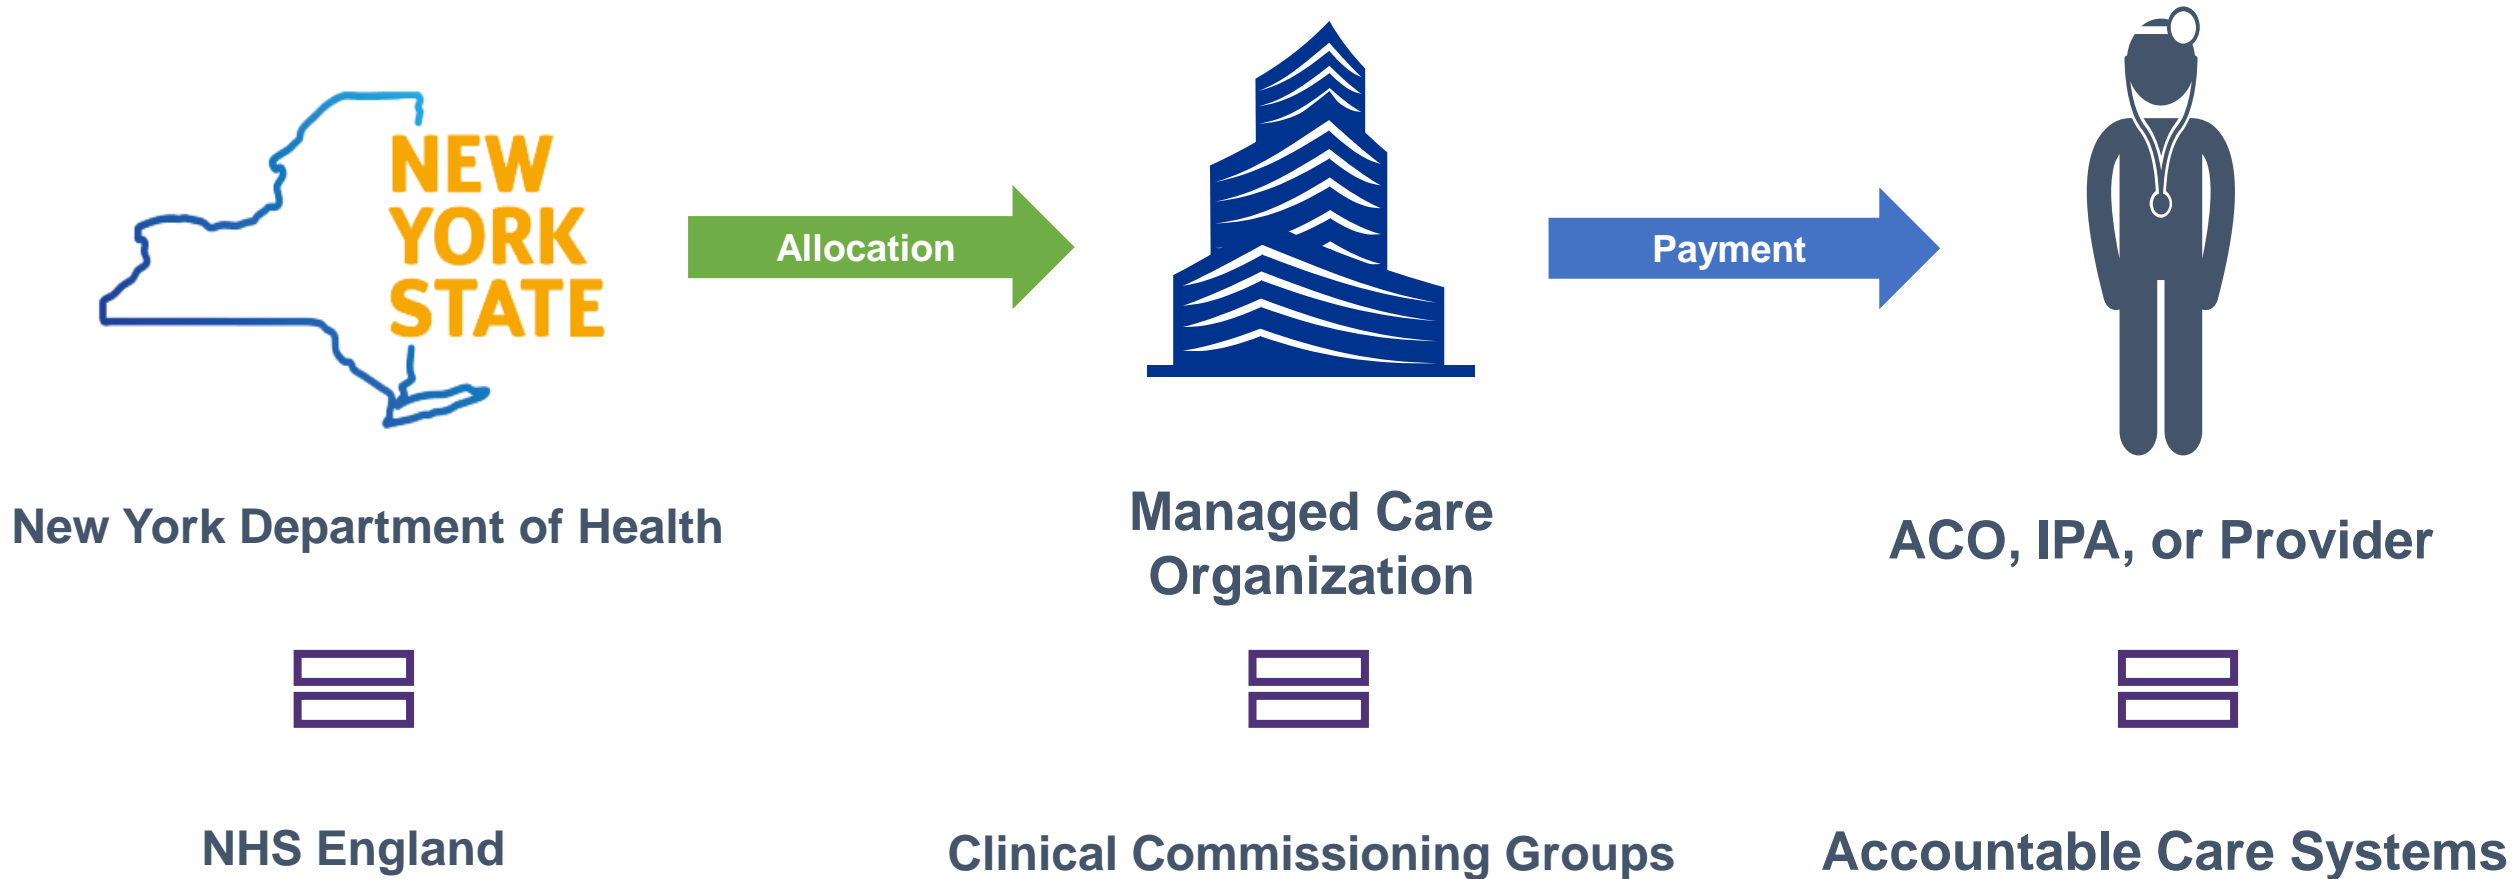 NEW
YORK
STATE
Allocation
Payment
New York Department of Health
Managed Care
Organization
ACO, IPA, or Provider
NHS England
Clinical Commissioning Groups
Accountable Care Systems